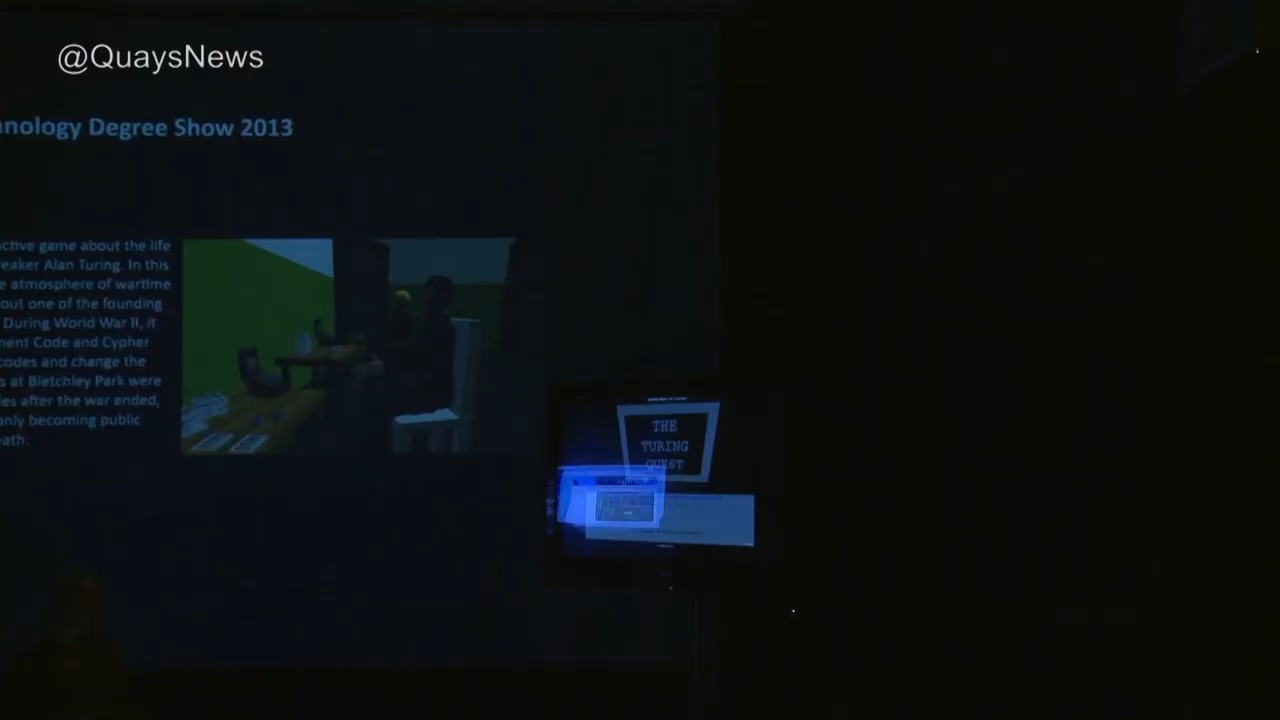 @QuaysNews
nology Degree Show 2013
active game about the life
eaker Alan Turing. In this
e atmosphere of wartime
out one of the founding
During World War II, it
ment Code and Cypher
codes and change the
s at Bletchley Park were
les after the war ended,
only becoming public
eath.
THE
TURING
QUEST